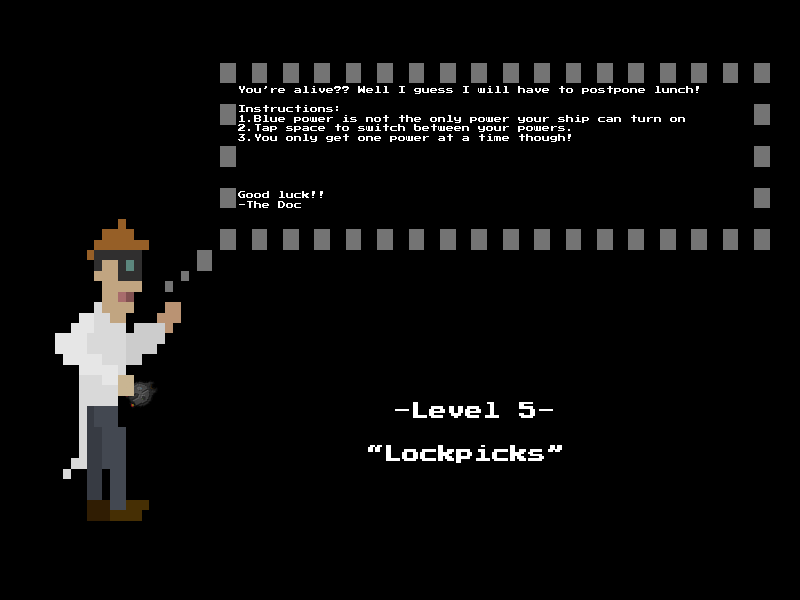 You're alive?? Well I guess I will have to postpone lunch!
Instructions:
1.Blue power is not the only power your ship can turn on
2.Tap space to switch between your powers.
3.You only get one power at a time though!
Good luck!!
-The Doc
-Level 5-
"Lockpicks"